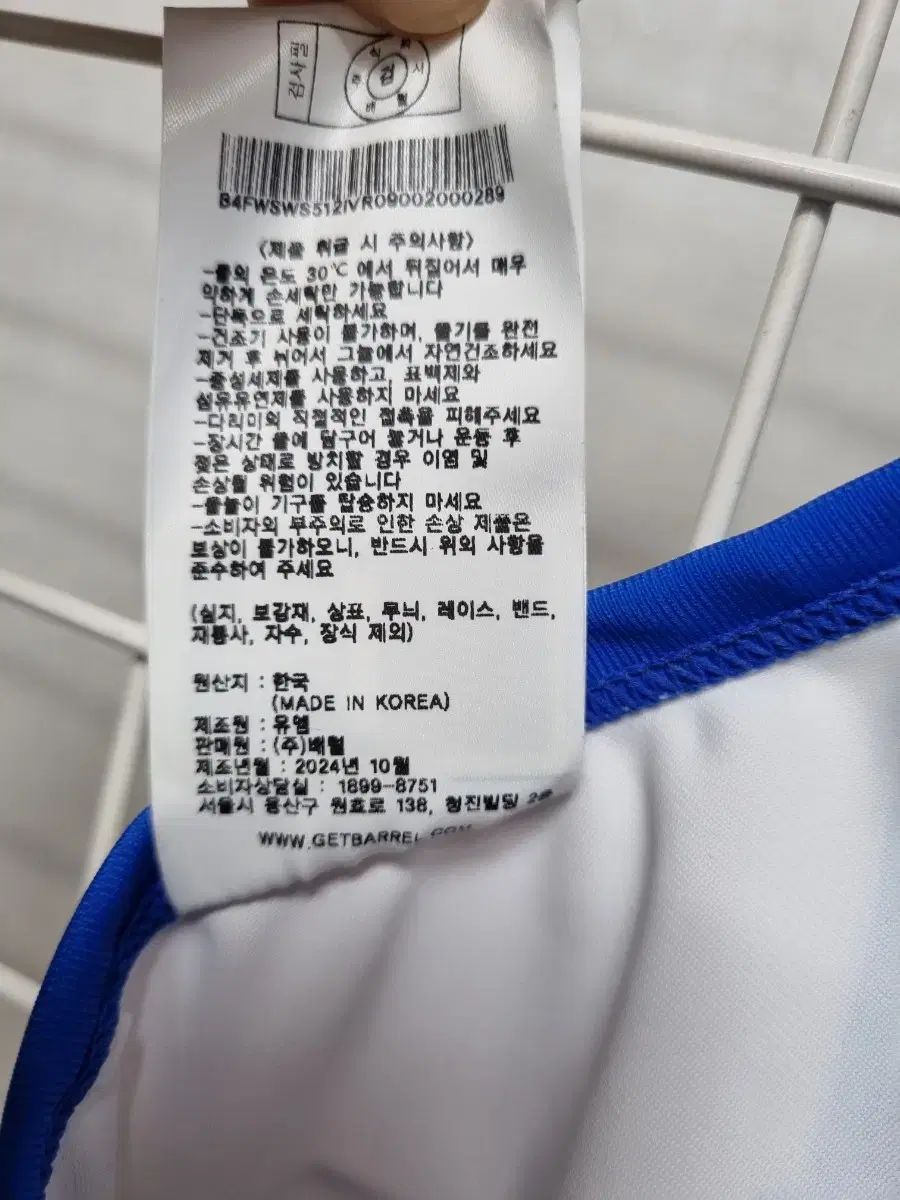 검사필
검
B4FWSWS512IVR09002000289
<제품 취급 시 주의사항>
-물의 온도 30℃ 에서 뒤집어서 매우
약하게 손세탁만 가능합니다
-단독으로 세탁하세요
-건조기 사용이 불가하며, 물기를 완전
제거 후 뉘어서 그늘에서 자연건조하세요
-중성세제를 사용하고, 표백제와
섬유유연제를 사용하지 마세요
-다리미의 직접적인 접촉을 피해주세요
-장시간 물에 담구어 놓거나 운동 후
젖은 상태로 방치할 경우 이염 및
손상될 위험이 있습니다
-물놀이 기구를 탑승하지 마세요
-소비자의 부주의로 인한 손상 제품은
보상이 불가하오니, 반드시 위의 사항을
준수하여 주세요
(심지, 보강재, 상표, 무늬, 레이스, 밴드,
재봉사, 자수, 장식 제외)
원산지 : 한국
(MADE IN KOREA)
제조원 : 유엠
판매원 : (주)배럴
제조년월 : 2024년 10월
소비자상담실 : 1899-8751
서울시 용산구 원효로 138, 청진빌딩 2층
WWW.GETBARREL.COM